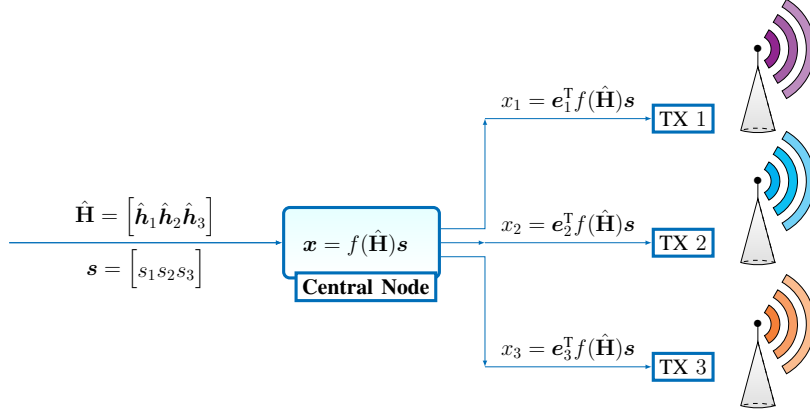 x₁ = e₁ᵀf(Ĥ)s
TX 1
Ĥ = [ĥ₁ĥ₂ĥ₃]
s = [s₁s₂s₃]
x = f(Ĥ)s
Central Node
x₂ = e₂ᵀf(Ĥ)s
TX 2
x₃ = e₃ᵀf(Ĥ)s
TX 3